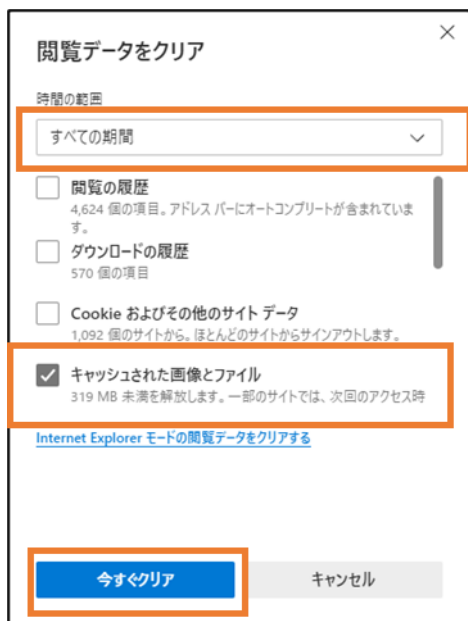 閲覧データをクリア
時間の範囲
すべての期間
閲覧の履歴
4,624 個の項目。アドレス バーにオートコンプリートが含まれていま
す。
ダウンロードの履歴
570 個の項目
Cookie およびその他のサイト データ
1,092 個のサイトから。ほとんどのサイトからサインアウトします。
キャッシュされた画像とファイル
319 MB 未満を解放します。一部のサイトでは、次回のアクセス時
Internet Explorer モードの閲覧データをクリアする
今すぐクリア
キャンセル